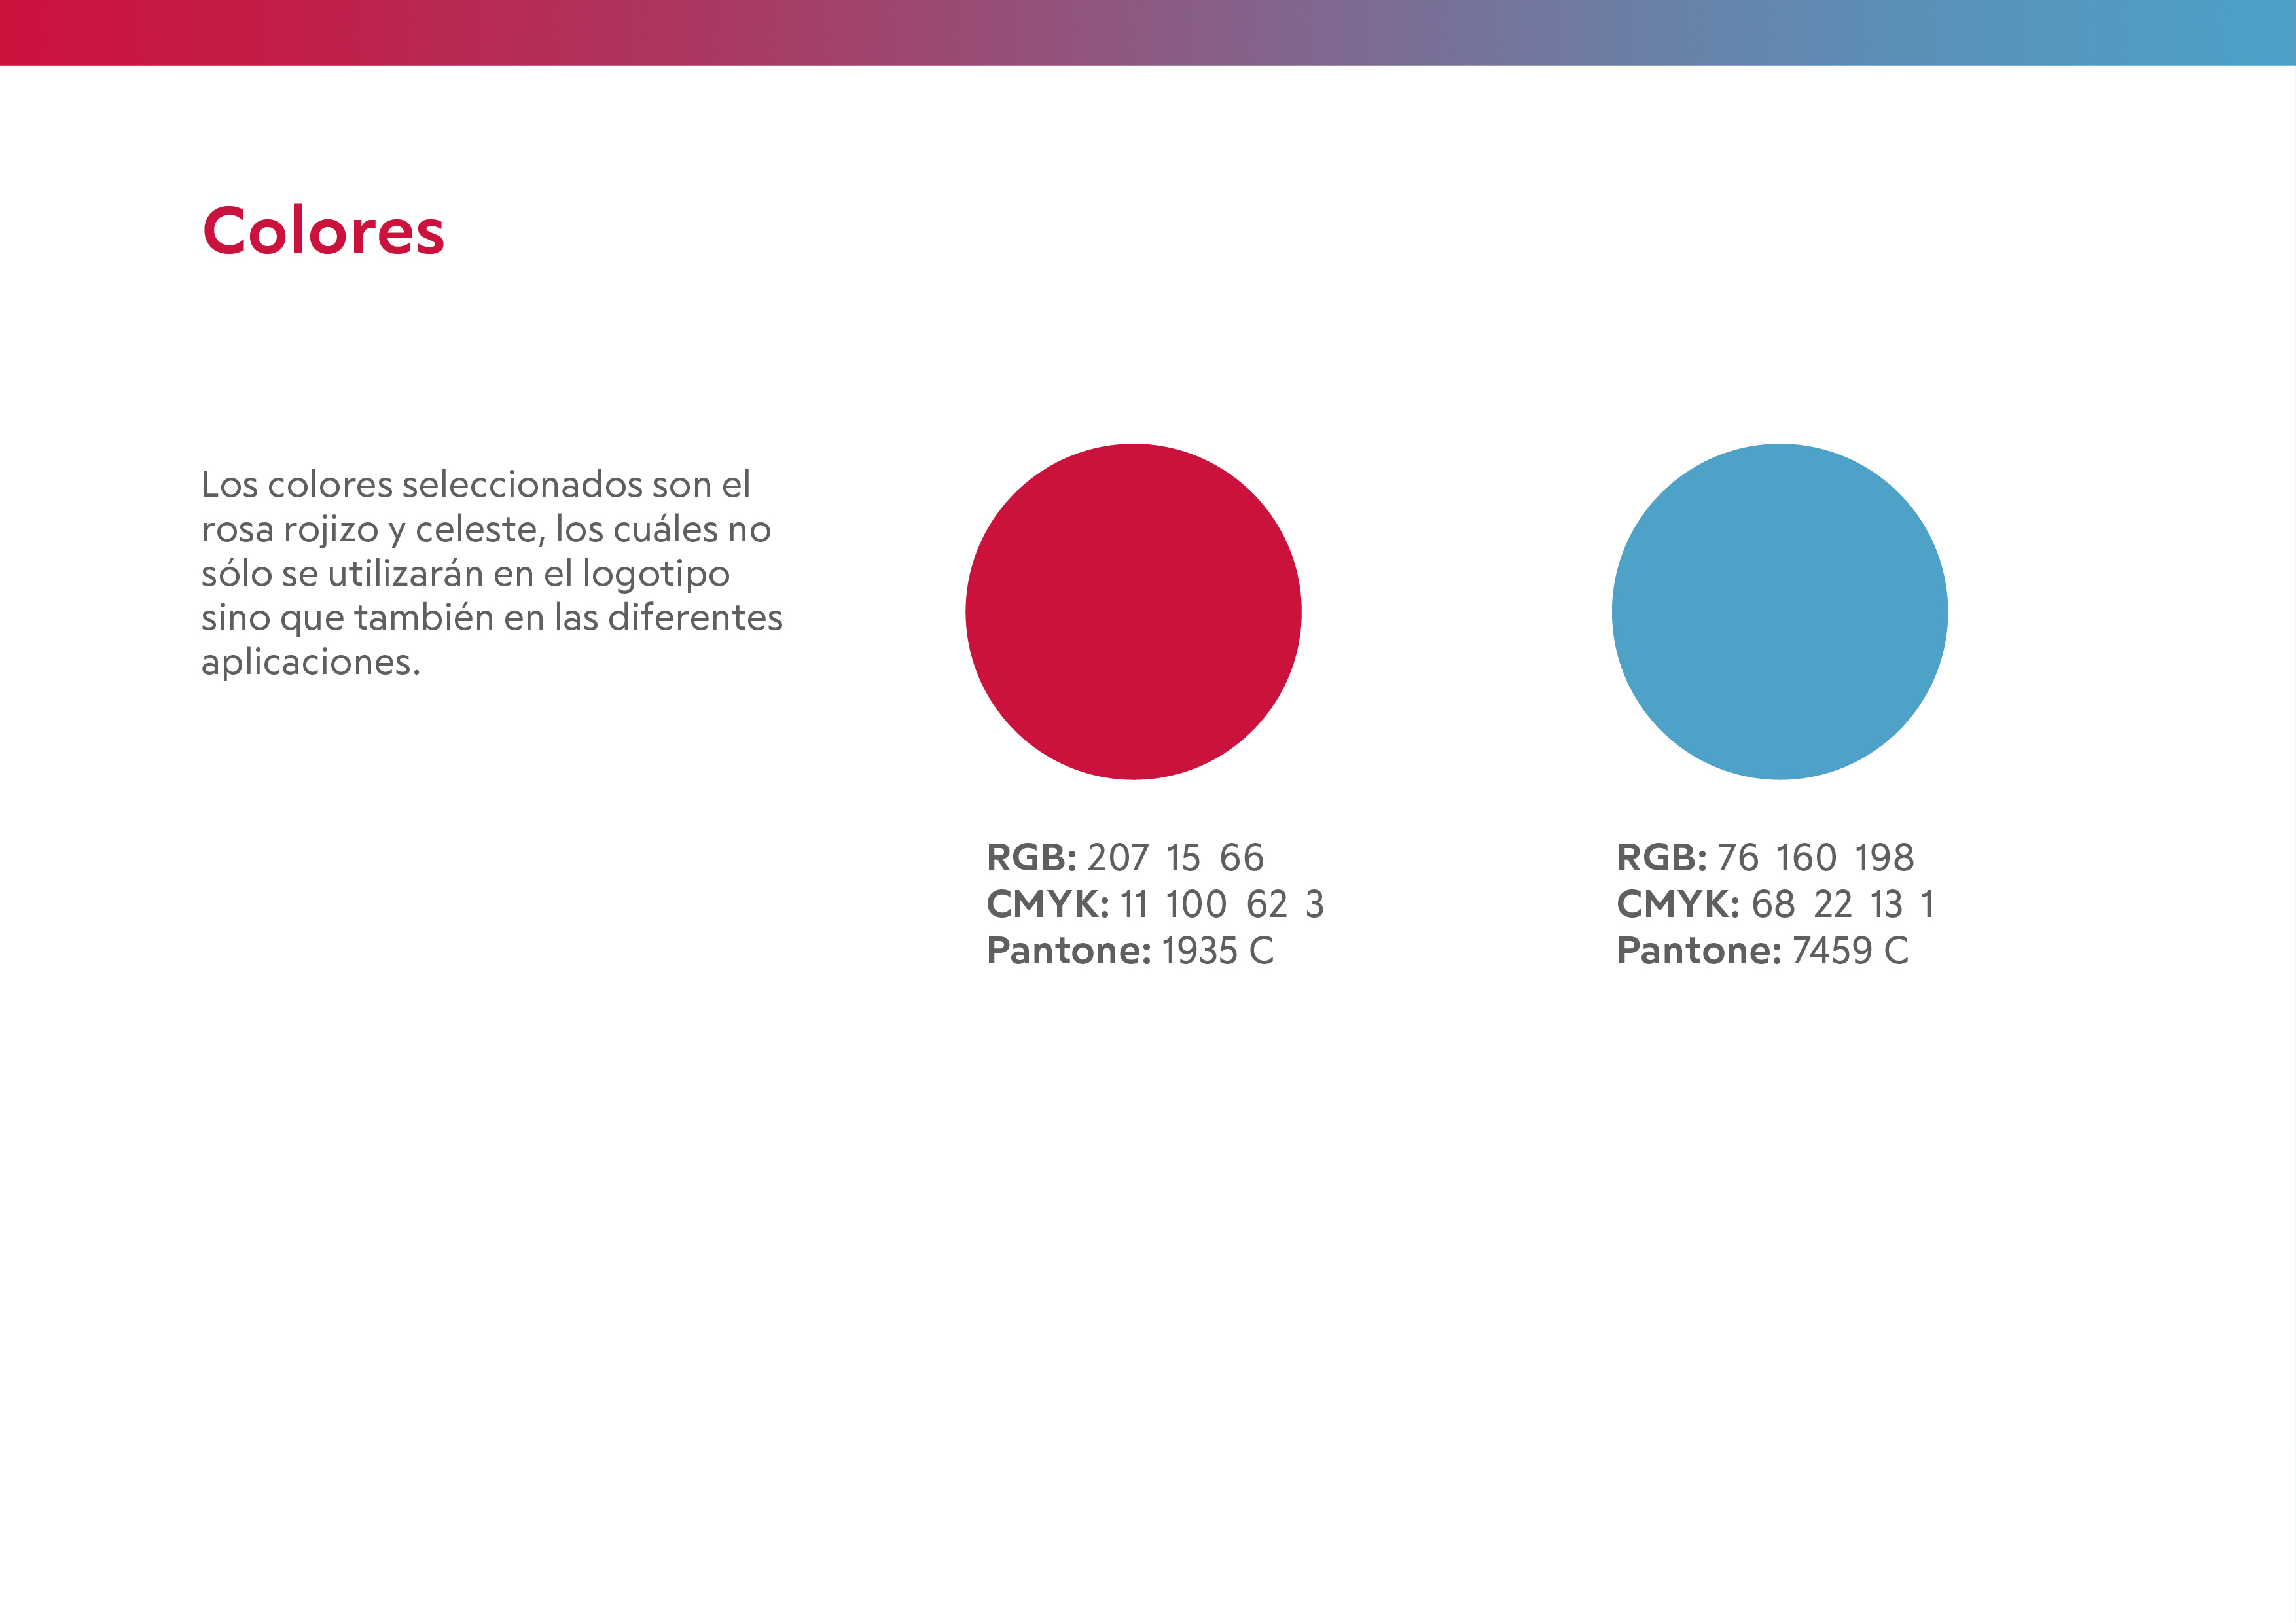 Colores
Los colores seleccionados son el
rosa rojizo y celeste, los cuáles no
sólo se utilizarán en el logotipo
sino que también en las diferentes
aplicaciones.
RGB: 207 15 66
CMYK: 11 100 62 3
Pantone: 1935 C
RGB: 76 160 198
CMYK: 68 22 13 1
Pantone: 7459 C